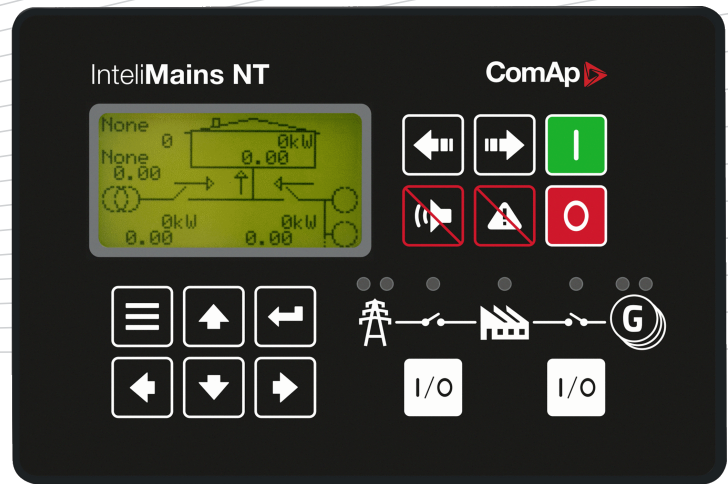 InteliMains NT
ComAp
None
0
0kW
None
0.00
0.00
0kW
0kW
0.00
0.00
I
O
G
I/O
I/O